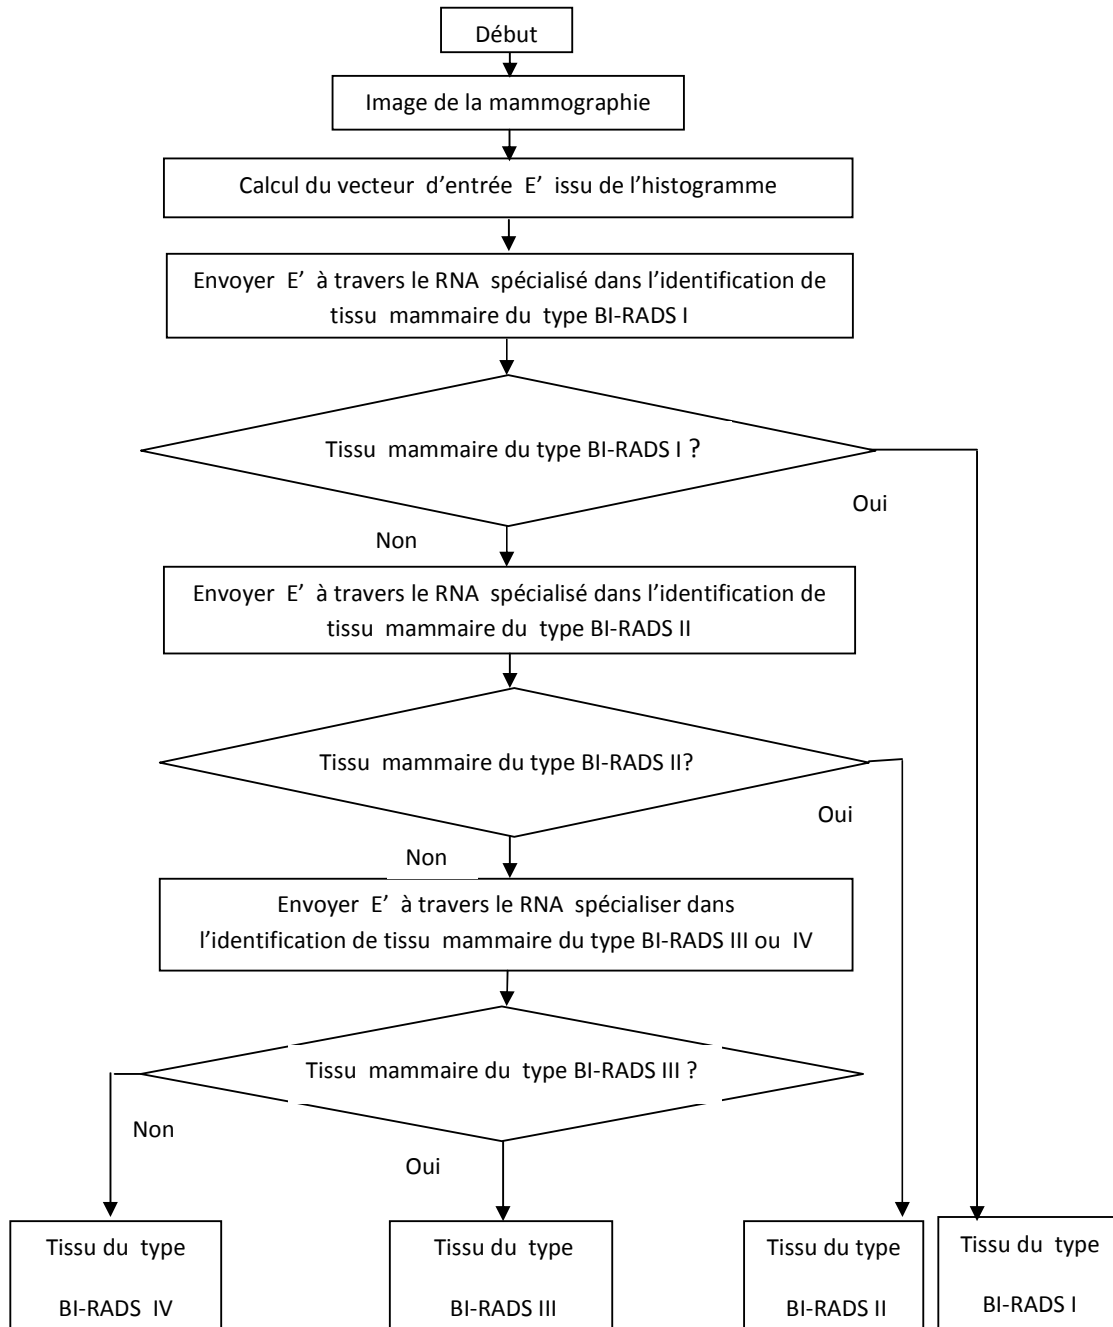 Début
Image de la mammographie
Calcul du vecteur d’entrée E’ issu de l’histogramme
Envoyer E’ à travers le RNA spécialisé dans l’identification de
tissu mammaire du type BI-RADS I
Tissu mammaire du type BI-RADS I ?
Oui
Non
Envoyer E’ à travers le RNA spécialisé dans l’identification de
tissu mammaire du type BI-RADS II
Tissu mammaire du type BI-RADS II?
Oui
Non
Envoyer E’ à travers le RNA spécialiser dans
l’identification de tissu mammaire du type BI-RADS III ou IV
Tissu mammaire du type BI-RADS III ?
Non
Oui
Tissu du type
BI-RADS IV
Tissu du type
BI-RADS III
Tissu du type
BI-RADS II
Tissu du type
BI-RADS I